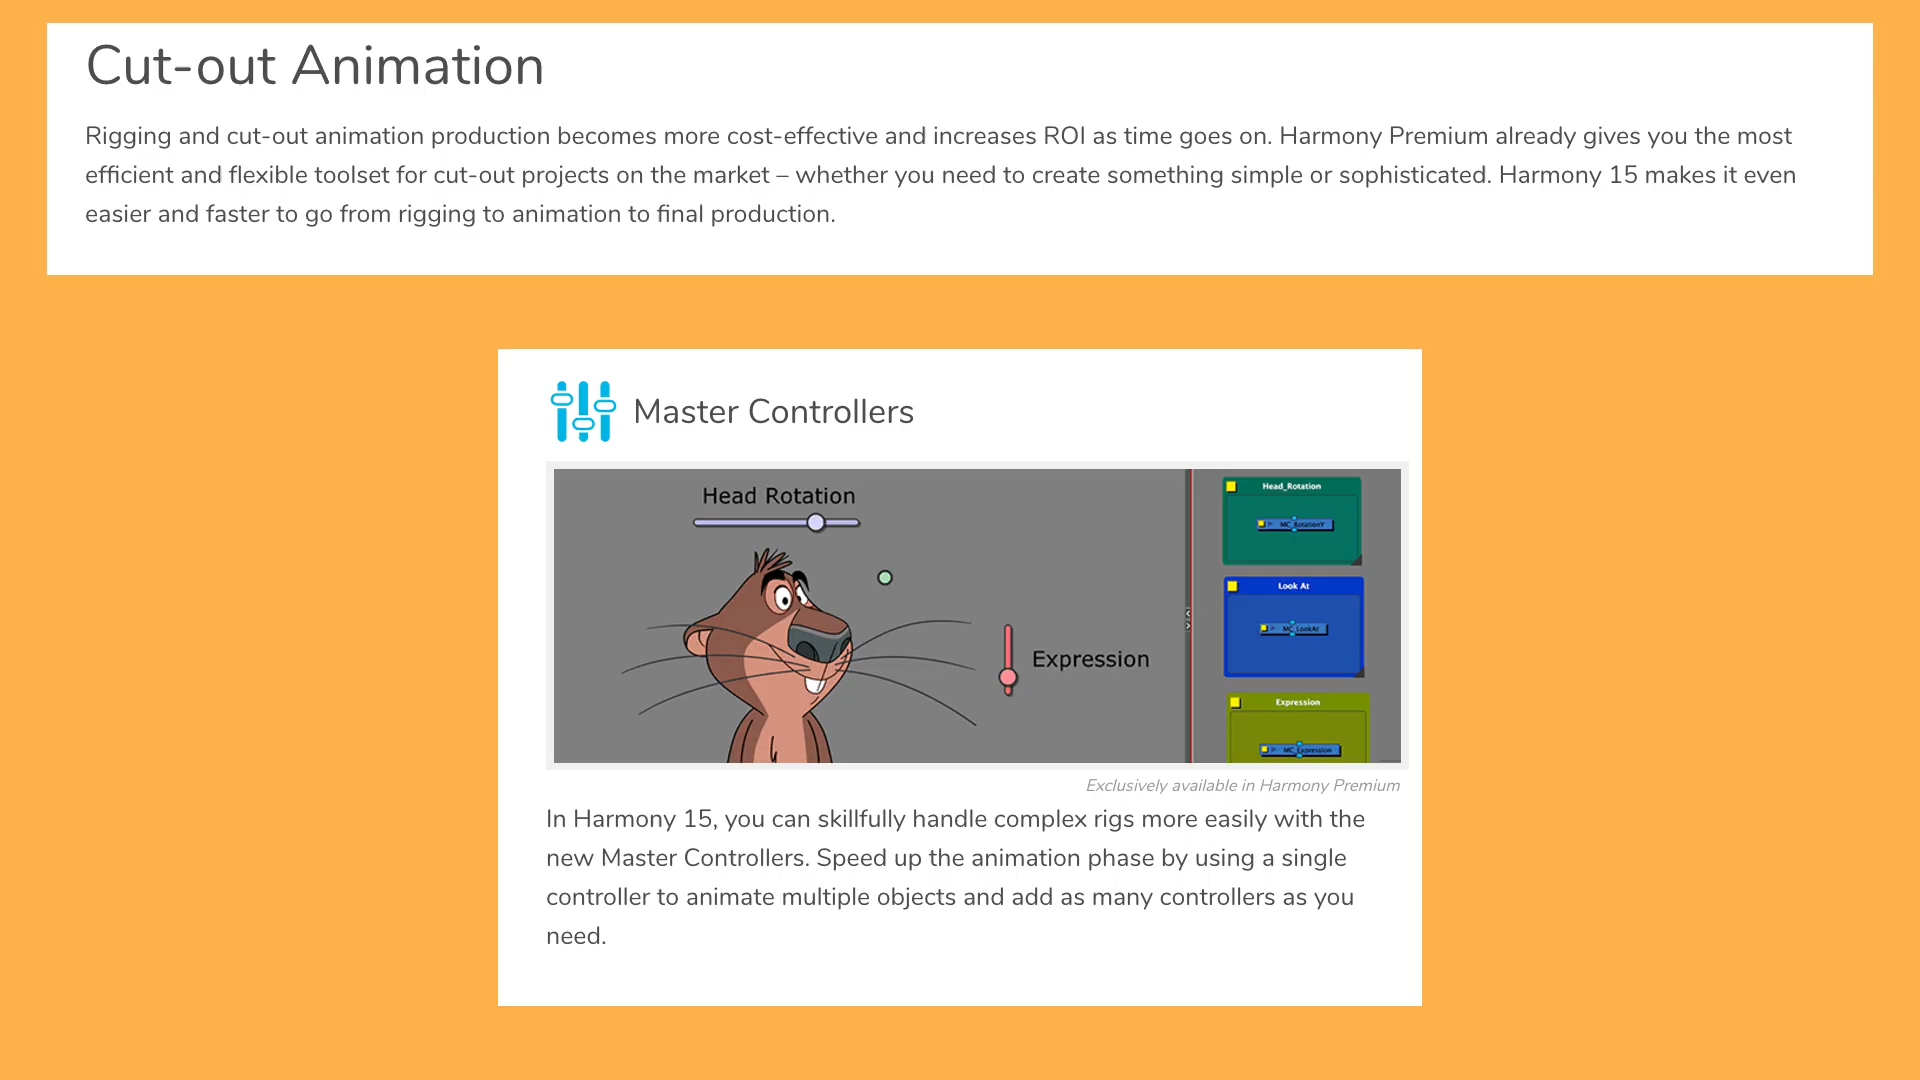 Cut-out Animation
Rigging and cut-out animation production becomes more cost-effective and increases ROI as time goes on. Harmony Premium already gives you the most
efficient and flexible toolset for cut-out projects on the market – whether you need to create something simple or sophisticated. Harmony 15 makes it even
easier and faster to go from rigging to animation to final production.
Master Controllers
Head Rotation
Expression
Head_Rotation
MC_RotationY
Look At
MC_LookAt
Expression
MC_Expression
Exclusively available in Harmony Premium
In Harmony 15, you can skillfully handle complex rigs more easily with the
new Master Controllers. Speed up the animation phase by using a single
controller to animate multiple objects and add as many controllers as you
need.